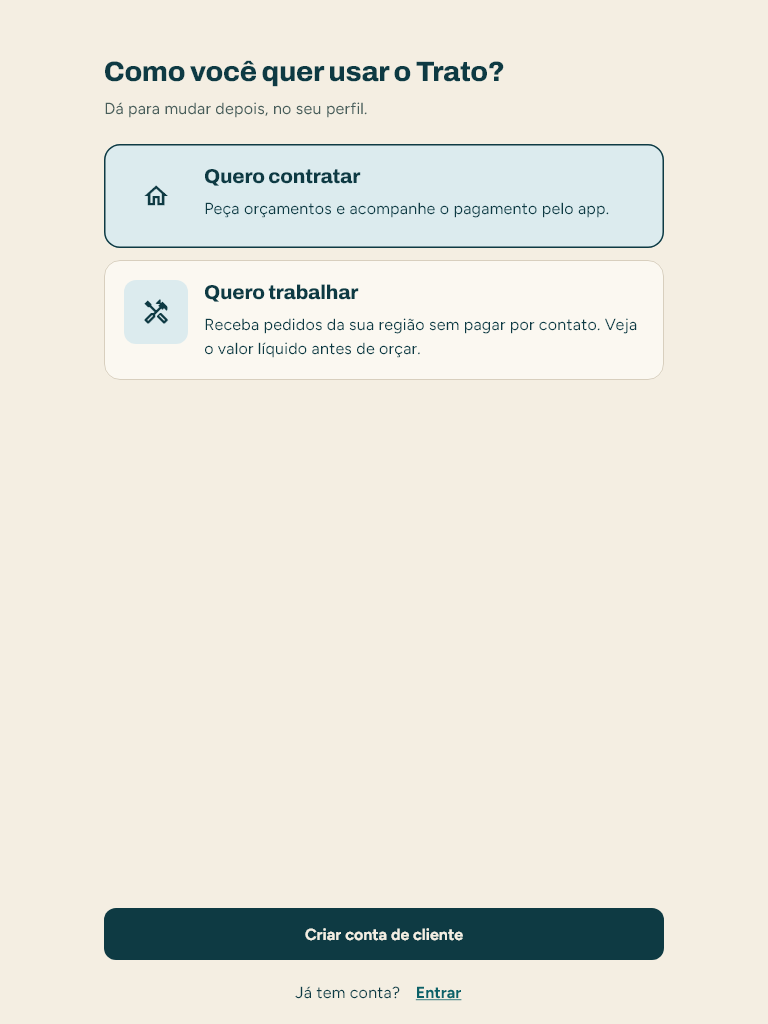 Como você quer usar o Trato?
Dá para mudar depois, no seu perfil.
Quero contratar
Peça orçamentos e acompanhe o pagamento pelo app.
Quero trabalhar
Receba pedidos da sua região sem pagar por contato. Veja
o valor líquido antes de orçar.
Criar conta de cliente
Já tem conta? Entrar